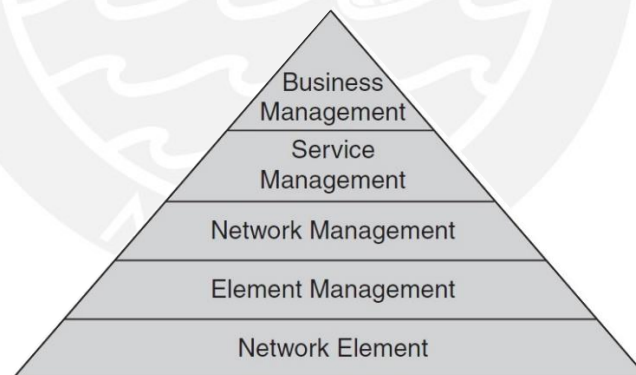 Business
Management
Service
Management
Network Management
Element Management
Network Element